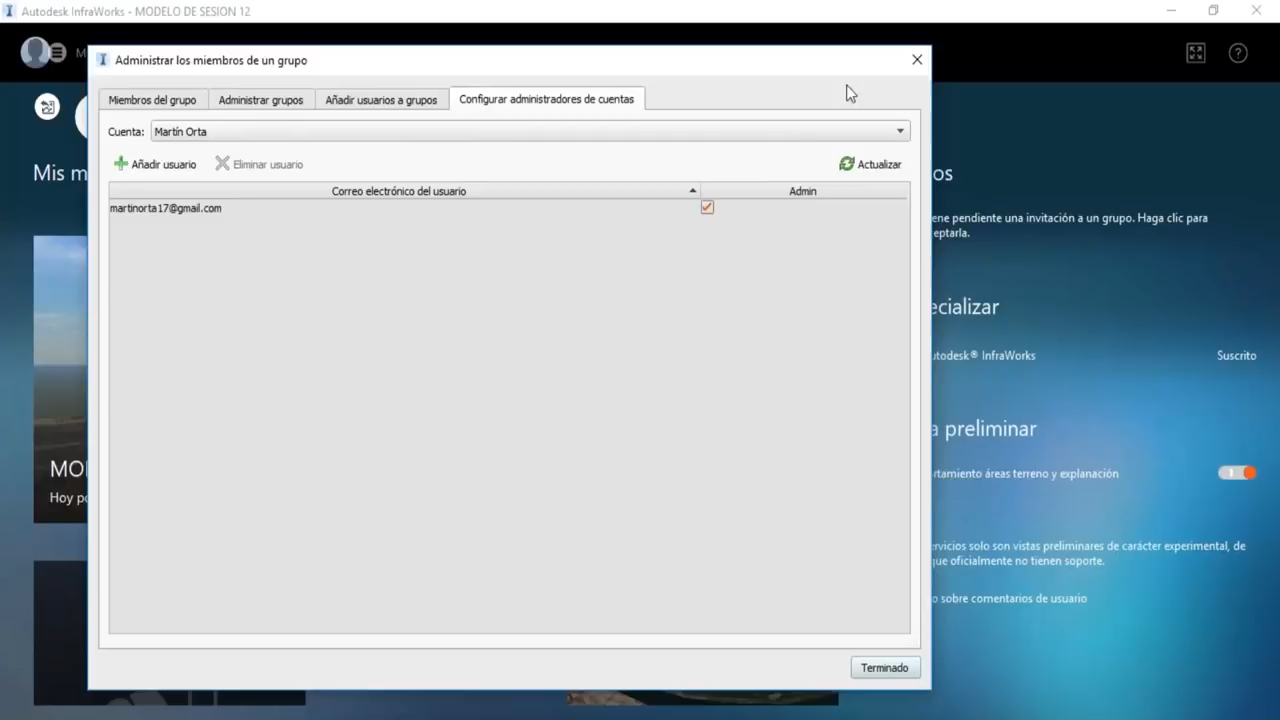 Autodesk InfraWorks - MODELO DE SESION 12
Administrar los miembros de un grupo
Miembros del grupo
Administrar grupos
Añadir usuarios a grupos
Configurar administradores de cuentas
Cuenta: Martín Orta
Añadir usuario
Eliminar usuario
Actualizar
Correo electrónico del usuario
Admin
martinorta17@gmail.com
Terminado
Mis m
MO
Hoy p
os
ene pendiente una invitación a un grupo. Haga clic para
eptarla.
ecializar
utodesk® InfraWorks
Suscrito
a preliminar
rtamiento áreas terreno y explanación
ervicios solo son vistas preliminares de carácter experimental, de
que oficialmente no tienen soporte.
o sobre comentarios de usuario